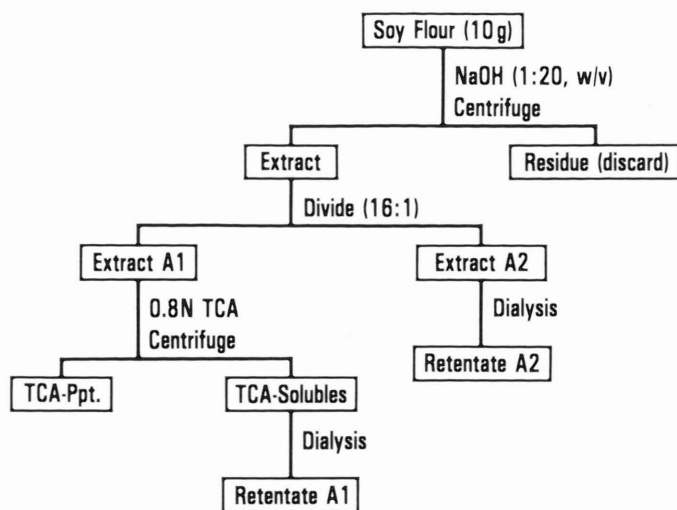 Soy Flour (10g)
NaOH (1:20, w/v)
Centrifuge
Extract
Residue (discard)
Divide (16:1)
Extract A1
Extract A2
0.8N TCA
Centrifuge
Dialysis
Retentate A2
TCA-Ppt.
TCA-Solubles
Dialysis
Retentate A1